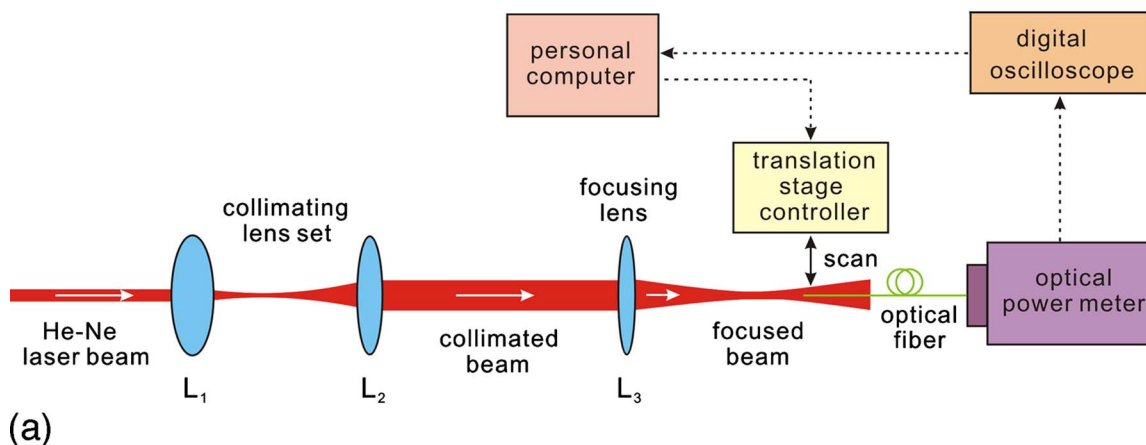 personal
computer
digital
oscilloscope
translation
stage
controller
focusing
lens
collimating
lens set
scan
optical
power meter
He-Ne
laser beam
collimated
beam
focused
beam
optical
fiber
L₁
L₂
L₃
(a)